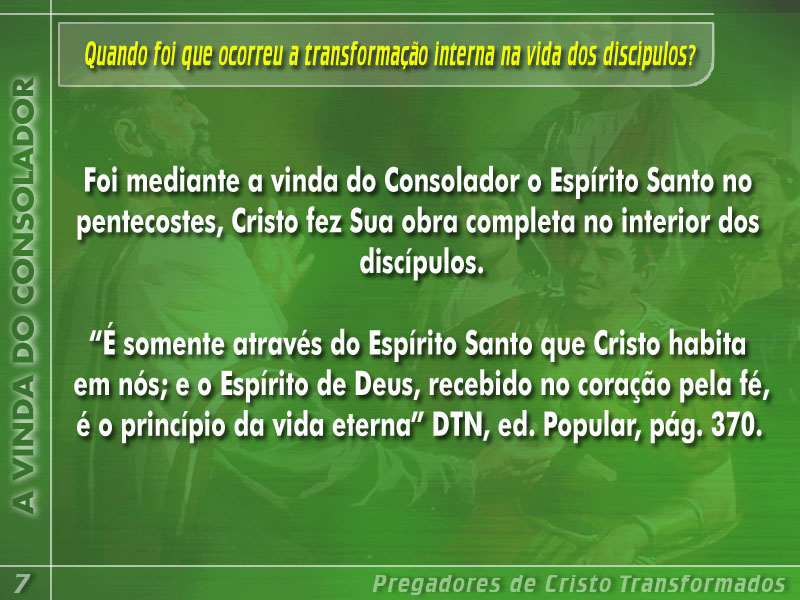 Quando foi que ocorreu a transformação interna na vida dos discípulos?
A VINDA DO CONSOLADOR
Foi mediante a vinda do Consolador o Espírito Santo no
pentecostes, Cristo fez Sua obra completa no interior dos
discípulos.
“É somente através do Espírito Santo que Cristo habita
em nós; e o Espírito de Deus, recebido no coração pela fé,
é o princípio da vida eterna” DTN, ed. Popular, pág. 370.
7
Pregadores de Cristo Transformados